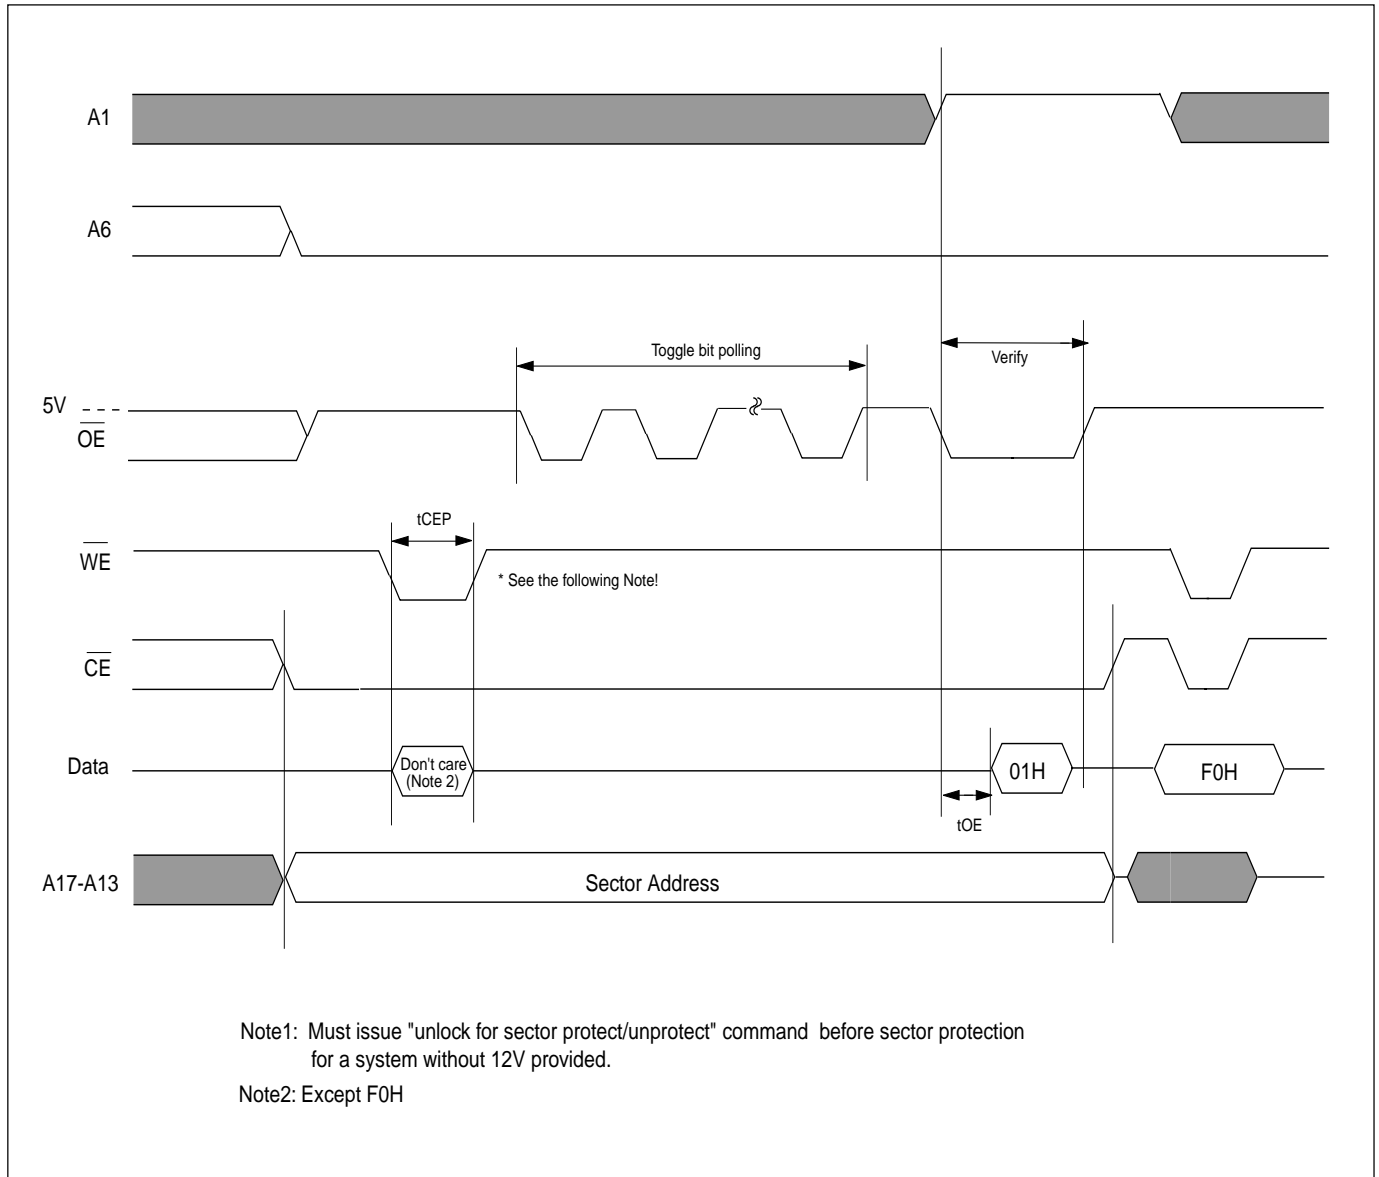 A1
A6
Toggle bit polling
Verify
5V
OE
tCEP
WE
* See the following Note!
CE
Data
Don't care
(Note 2)
01H
F0H
tOE
A17-A13
Sector Address
Note1: Must issue "unlock for sector protect/unprotect" command before sector protection
for a system without 12V provided.
Note2: Except F0H